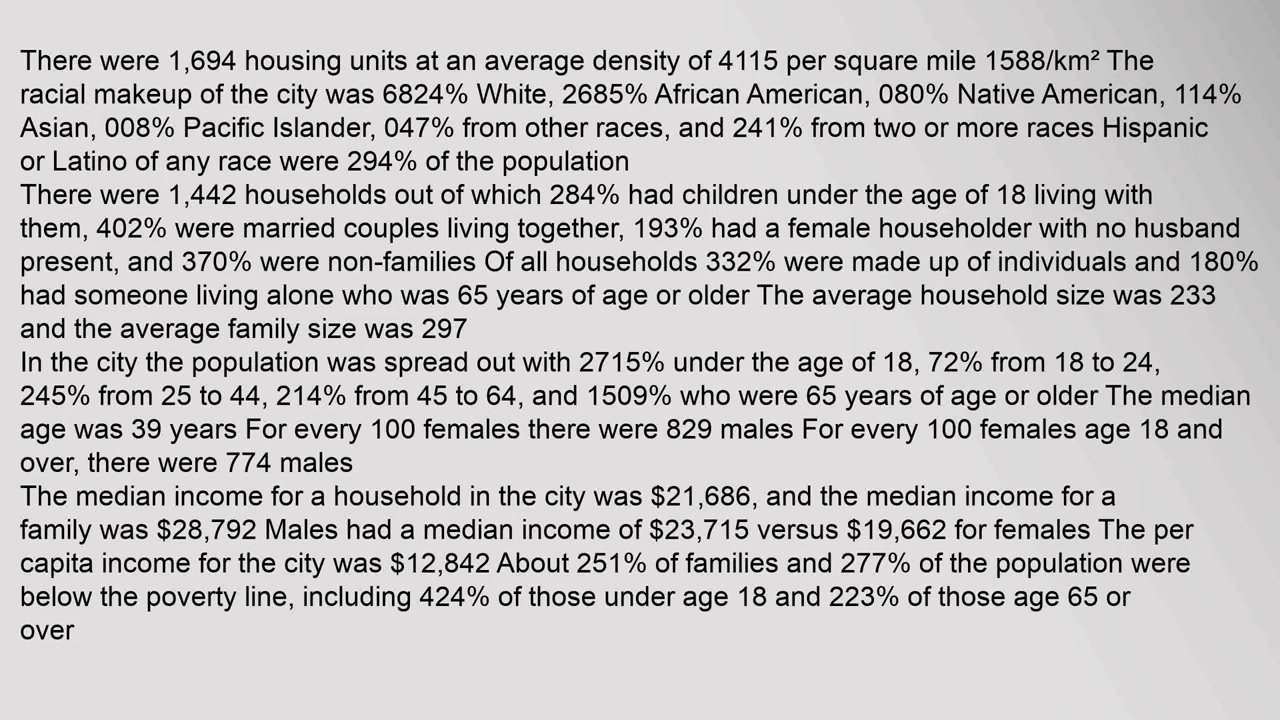 There were 1,694 housing units at an average density of 4115 per square mile 1588/km² The
racial makeup of the city was 6824% White, 2685% African American, 080% Native American, 114%
Asian, 008% Pacific Islander, 047% from other races, and 241% from two or more races Hispanic
or Latino of any race were 294% of the population
There were 1,442 households out of which 284% had children under the age of 18 living with
them, 402% were married couples living together, 193% had a female householder with no husband
present, and 370% were non-families Of all households 332% were made up of individuals and 180%
had someone living alone who was 65 years of age or older The average household size was 233
and the average family size was 297
In the city the population was spread out with 2715% under the age of 18, 72% from 18 to 24,
245% from 25 to 44, 214% from 45 to 64, and 1509% who were 65 years of age or older The median
age was 39 years For every 100 females there were 829 males For every 100 females age 18 and
over, there were 774 males
The median income for a household in the city was $21,686, and the median income for a
family was $28,792 Males had a median income of $23,715 versus $19,662 for females The per
capita income for the city was $12,842 About 251% of families and 277% of the population were
below the poverty line, including 424% of those under age 18 and 223% of those age 65 or
over